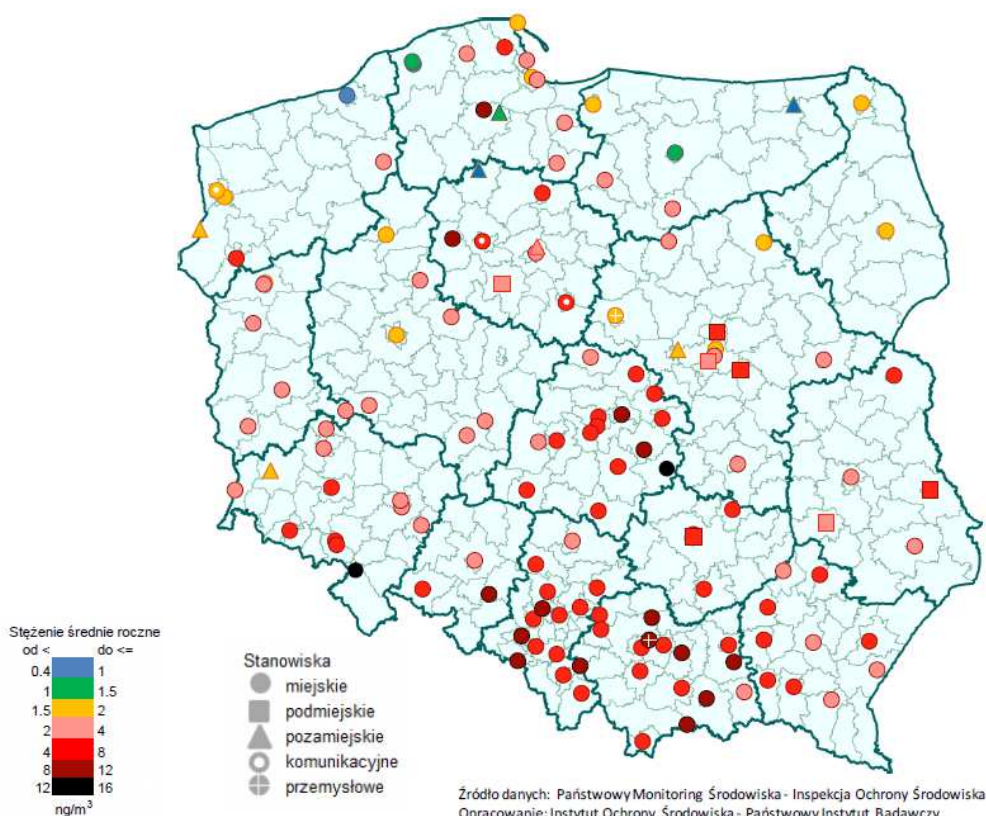 Stężenie średnie roczne
od < do <=
0.4 1
1 1.5
1.5 2
2 4
4 8
8 12
12 16
ng/m³
Stanowiska
miejskie
podmiejskie
pozamiejskie
komunikacyjne
przemysłowe
Źródło danych: Państwowy Monitoring Środowiska - Inspekcja Ochrony Środowiska
Opracowanie: Instytut Ochrony Środowiska - Państwowy Instytut Badawczy